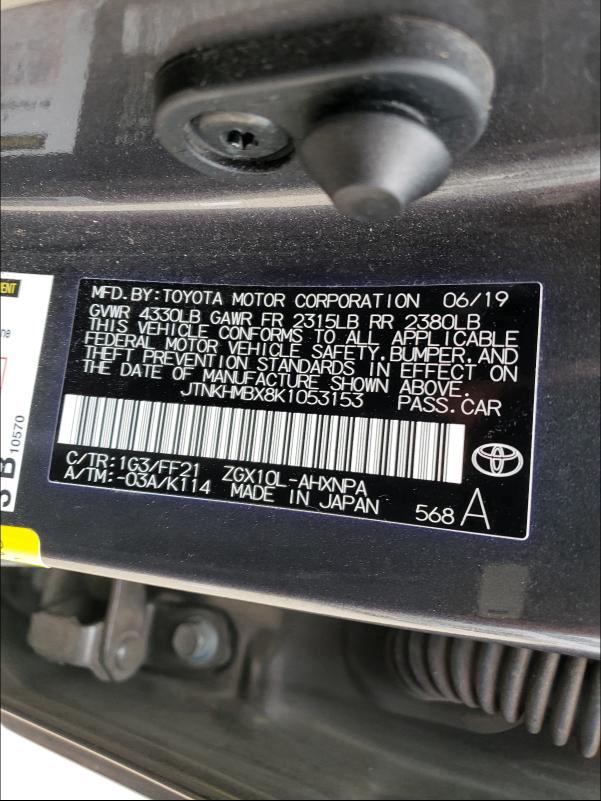 MFD.BY:TOYOTA MOTOR CORPORATION 06/19
GVWR 4330LB GAWR FR 2315LB RR 2380LB
THIS VEHICLE CONFORMS TO ALL APPLICABLE
FEDERAL MOTOR VEHICLE SAFETY,BUMPER,AND
THEFT PREVENTION STANDARDS IN EFFECT ON
THE DATE OF MANUFACTURE SHOWN ABOVE.
JTNKHMBX8K1053153 PASS.CAR
C/TR:1G3/FF21 ZGX10L-AHXNPA
A/TM:-03A/K114 MADE IN JAPAN 568 A
10570